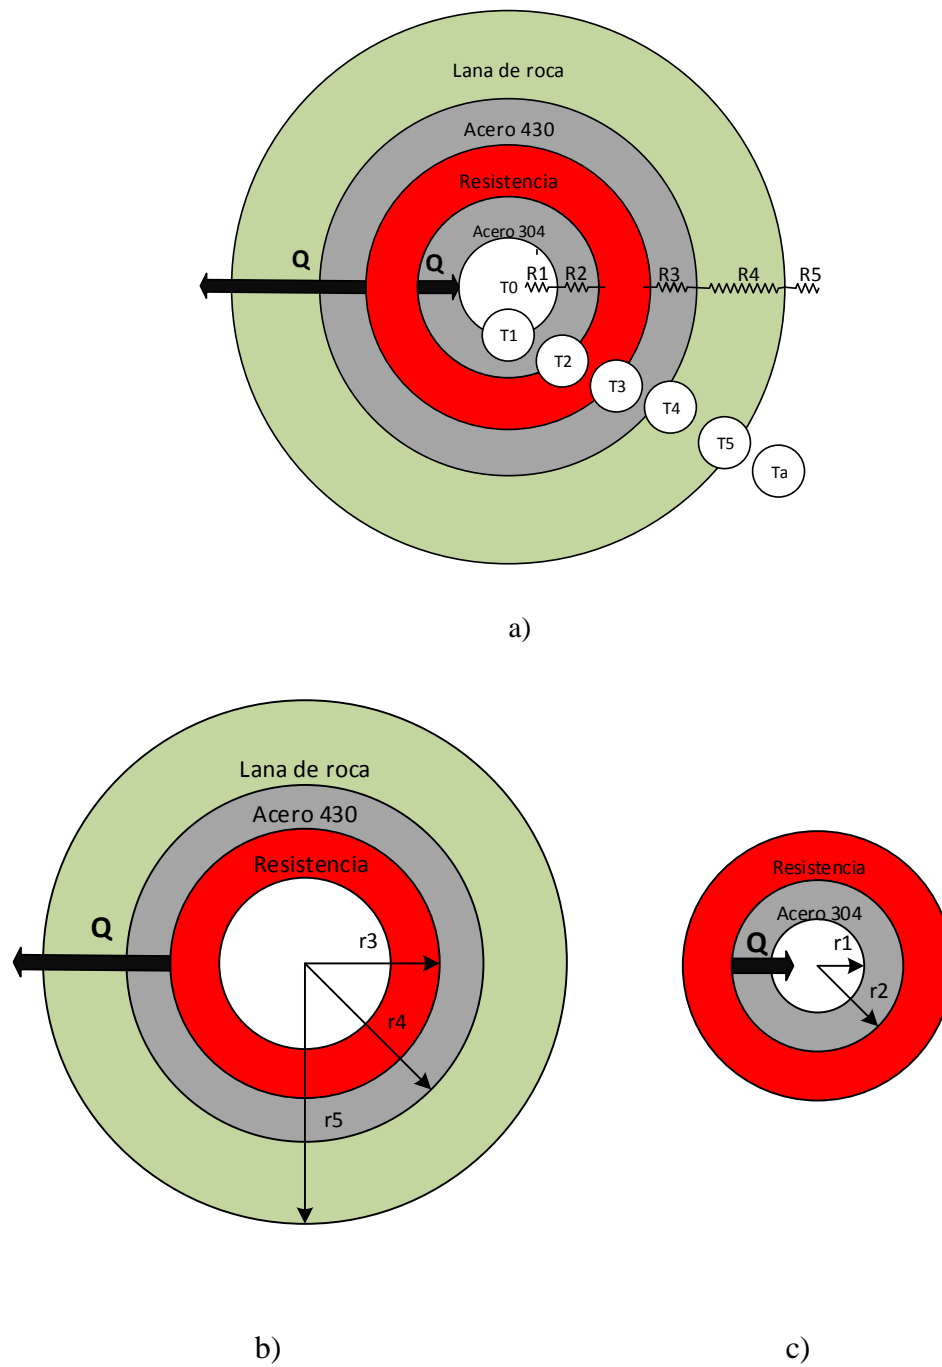 Lana de roca
Acero 430
Resistencia
Acero 304
Q
Q
T0
R1
R2
R3
R4
R5
T1
T2
T3
T4
T5
Ta
a)
Lana de roca
Acero 430
Resistencia
Q
r3
r4
r5
Resistencia
Acero 304
Q
r1
r2
b)
c)